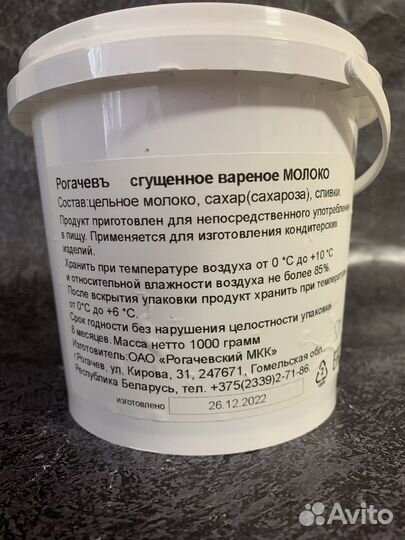 Рогачевъ сгущенное вареное МОЛОКО
Состав:цельное молоко, сахар(сахароза), сливки.
Продукт приготовлен для непосредственного употребления
в пищу. Применяется для изготовления кондитерских
изделий.
Хранить при температуре воздуха от 0 °С до +10 °С
и относительной влажности воздуха не более 85%.
После вскрытия упаковки продукт хранить при температуре
от 0°С до +6 °С.
Срок годности без нарушения целостности упаковки
8 месяцев. Масса нетто 1000 грамм
Изготовитель:ОАО «Рогачевский МКК»
г.Рогачев, ул. Кирова, 31, 247671, Гомельская обл.
Республика Беларусь, тел. +375(2339)2-71-86.
изготовлено 26.12.2022
Avito